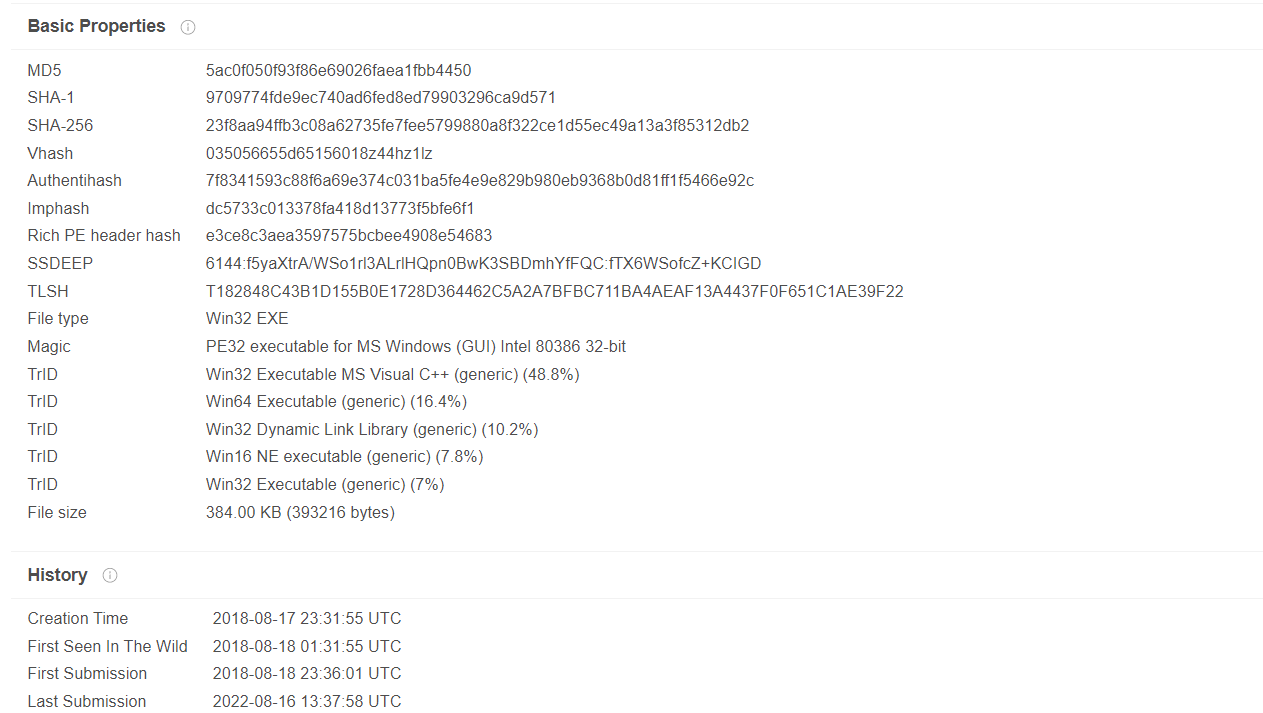 Basic Properties
MD5 5ac0f050f93f86e69026faea1fbb4450
SHA-1 9709774fde9ec740ad6fed8ed79903296ca9d571
SHA-256 23f8aa94ffb3c08a62735fe7fee5799880a8f322ce1d55ec49a13a3f85312db2
Vhash 035056655d65156018z44hz1lz
Authentihash 7f8341593c88f6a69e374c031ba5fe4e9e829b980eb9368b0d81ff1f5466e92c
Imphash dc5733c013378fa418d13773f5bfe6f1
Rich PE header hash e3ce8c3aea3597575bcbee4908e54683
SSDEEP 6144:f5yaXtrA/WSo1rl3ALrlHQpn0BwK3SBDmhYfFQC:fTX6WSofcZ+KCIGD
TLSH T182848C43B1D155B0E1728D364462C5A2A7BFBC711BA4AEAF13A4437F0F651C1AE39F22
File type Win32 EXE
Magic PE32 executable for MS Windows (GUI) Intel 80386 32-bit
TrID Win32 Executable MS Visual C++ (generic) (48.8%)
TrID Win64 Executable (generic) (16.4%)
TrID Win32 Dynamic Link Library (generic) (10.2%)
TrID Win16 NE executable (generic) (7.8%)
TrID Win32 Executable (generic) (7%)
File size 384.00 KB (393216 bytes)
History
Creation Time 2018-08-17 23:31:55 UTC
First Seen In The Wild 2018-08-18 01:31:55 UTC
First Submission 2018-08-18 23:36:01 UTC
Last Submission 2022-08-16 13:37:58 UTC